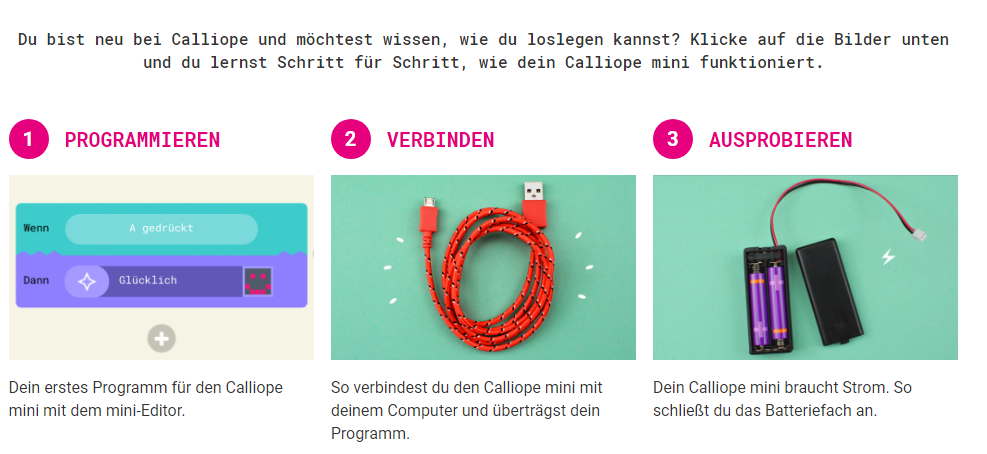 Du bist neu bei Calliope und möchtest wissen, wie du loslegen kannst? Klicke auf die Bilder unten
und du lernst Schritt für Schritt, wie dein Calliope mini funktioniert.
1 PROGRAMMIEREN
2 VERBINDEN
3 AUSPROBIEREN
Wenn A gedrückt
Dann Glücklich
Dein erstes Programm für den Calliope
mini mit dem mini-Editor.
So verbindest du den Calliope mini mit
deinem Computer und überträgst dein
Programm.
Dein Calliope mini braucht Strom. So
schließt du das Batteriefach an.